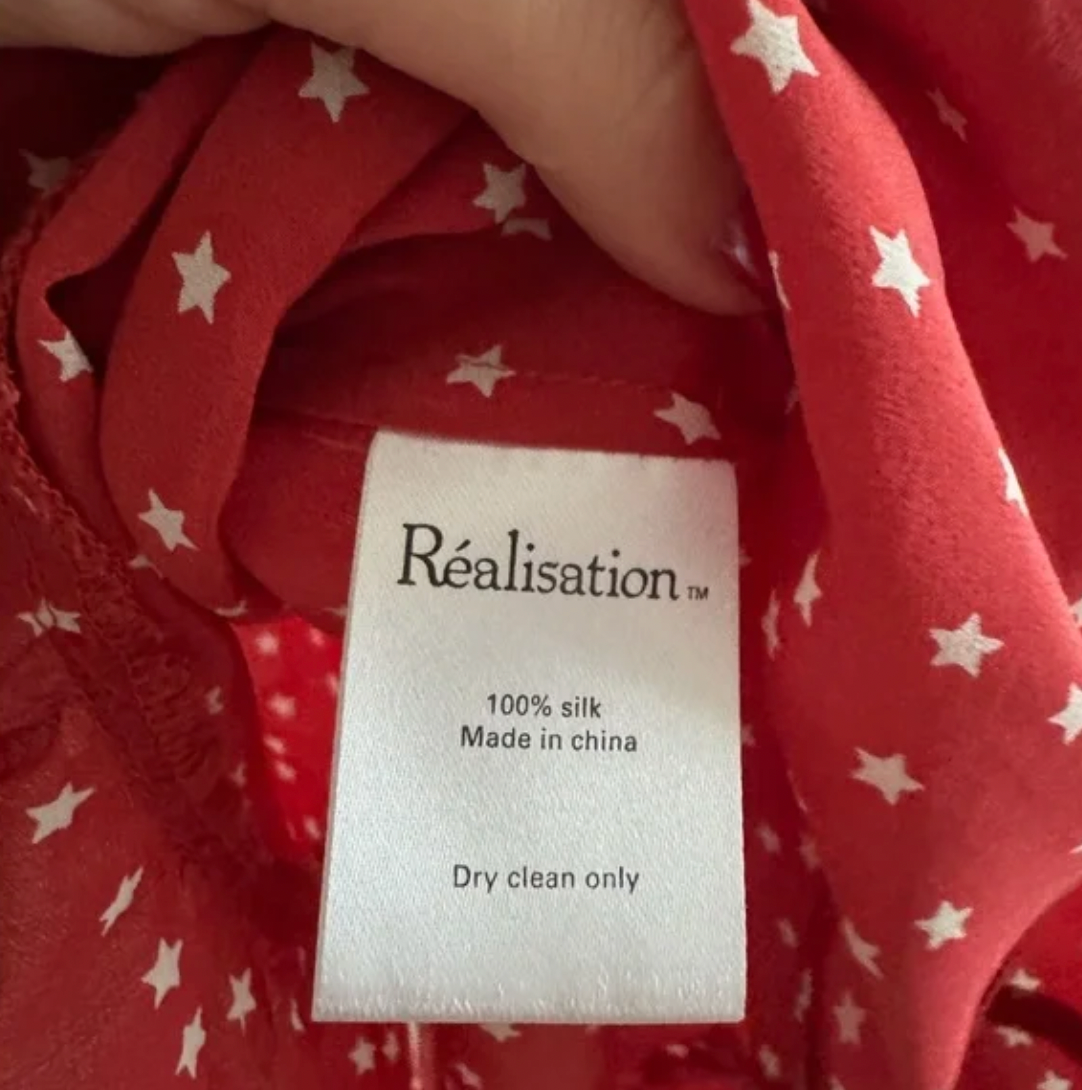 Réalisation™
100% silk
Made in china
Dry clean only